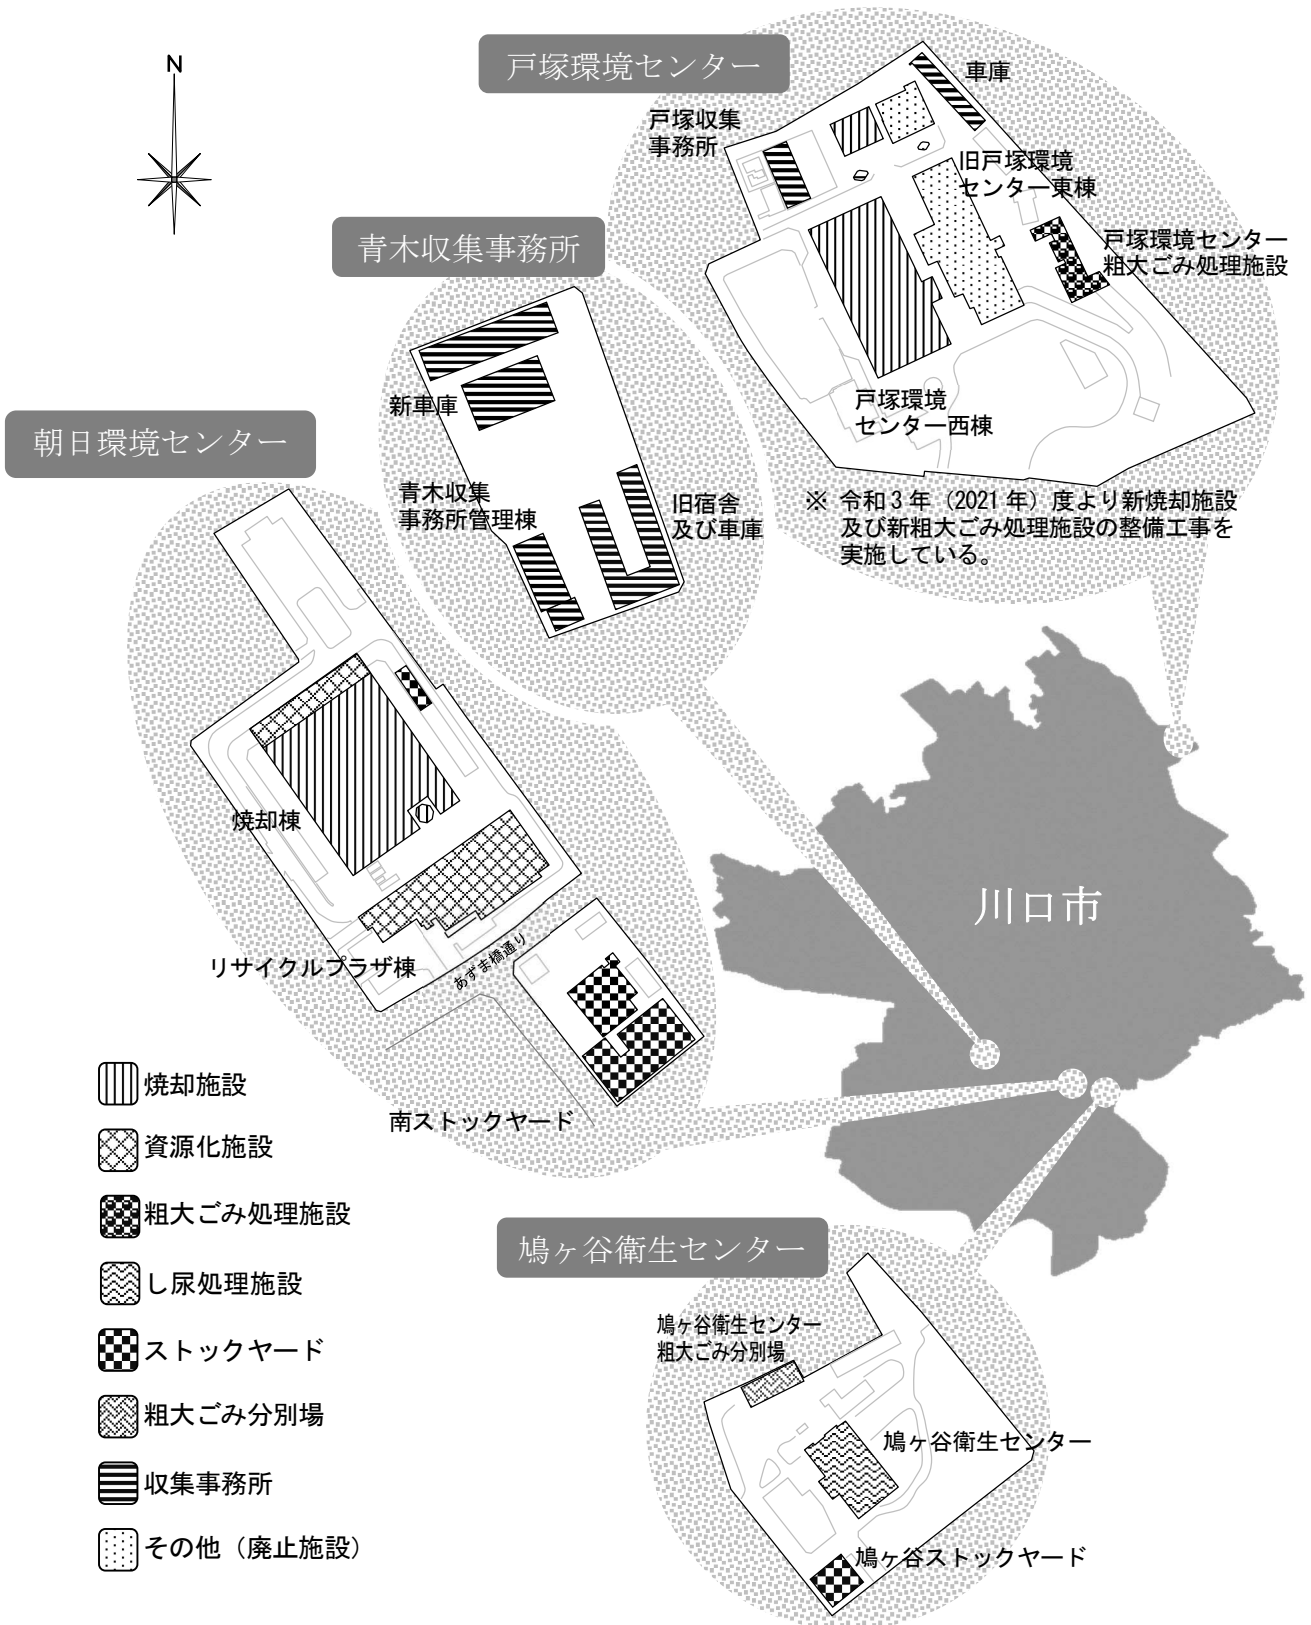 N
戸塚環境センター
車庫
戸塚収集
事務所
旧戸塚環境
センター東棟
戸塚環境センター
粗大ごみ処理施設
戸塚環境
センター西棟
※ 令和3年（2021年）度より新焼却施設
及び新粗大ごみ処理施設の整備工事を
実施している。
青木収集事務所
新車庫
青木収集
事務所管理棟
旧宿舎
及び車庫
朝日環境センター
焼却棟
リサイクルプラザ棟
あずま橋通り
南ストックヤード
川口市
鳩ヶ谷衛生センター
鳩ヶ谷衛生センター
粗大ごみ分別場
鳩ヶ谷衛生センター
鳩ヶ谷ストックヤード
焼却施設
資源化施設
粗大ごみ処理施設
し尿処理施設
ストックヤード
粗大ごみ分別場
収集事務所
その他（廃止施設）